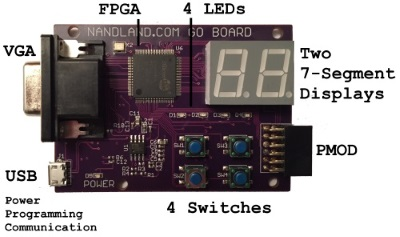 FPGA
4 LEDs
VGA
NANDLAND.COM GO BOARD
Two
7-Segment
Displays
PMOD
USB
POWER
Power
Programming
Communication
4 Switches